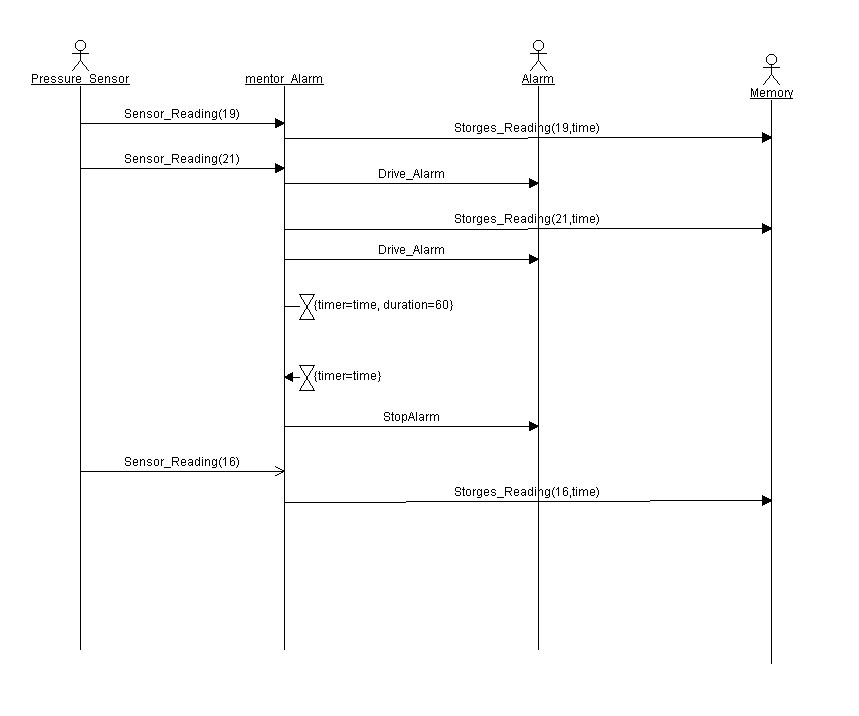 Pressure_Sensor
mentor_Alarm
Alarm
Memory
Sensor_Reading(19)
Storges_Reading(19,time)
Sensor_Reading(21)
Drive_Alarm
Storges_Reading(21,time)
Drive_Alarm
{timer=time, duration=60}
{timer=time}
StopAlarm
Sensor_Reading(16)
Storges_Reading(16,time)